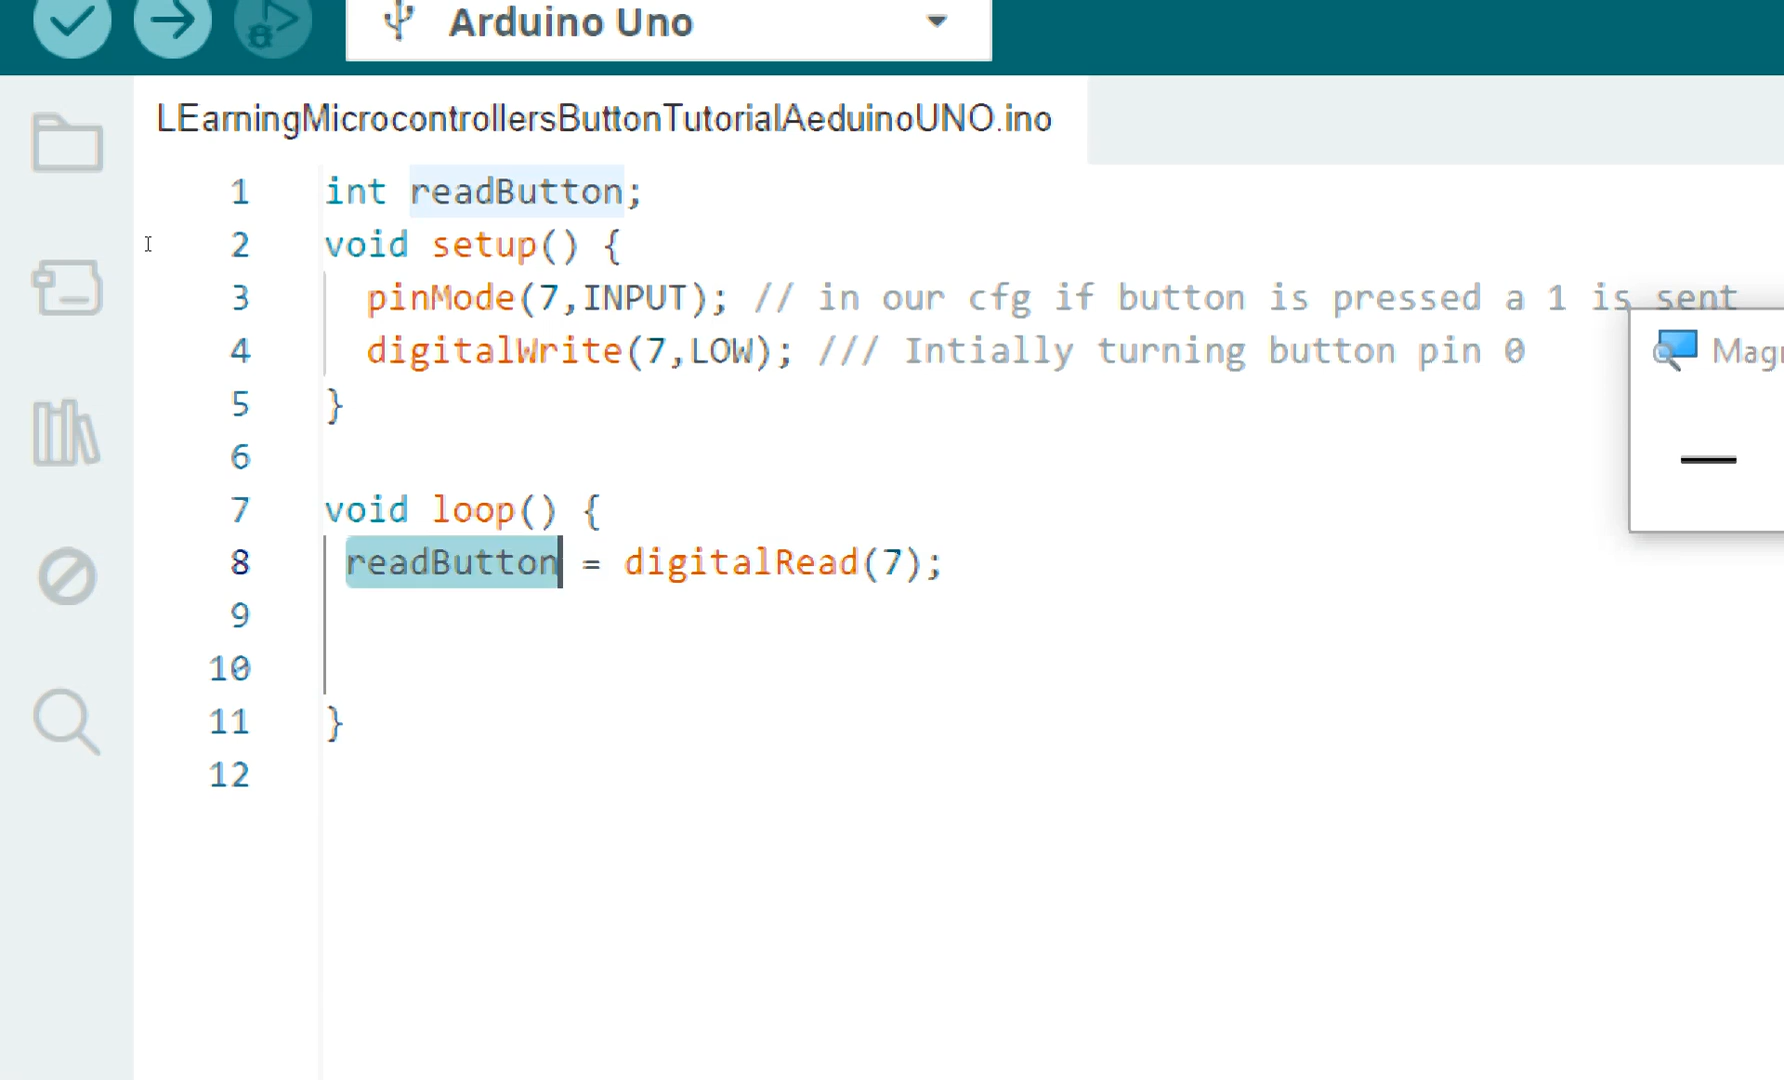 Arduino Uno
LEarningMicrocontrollersButtonTutorialAeduinoUNO.ino
1 int readButton;
2 void setup() {
3 pinMode(7,INPUT); // in our cfg if button is pressed a 1 is sent
4 digitalWrite(7,LOW); /// Intially turning button pin 0
5 }
6
7 void loop() {
8 readButton = digitalRead(7);
9
10
11 }
12